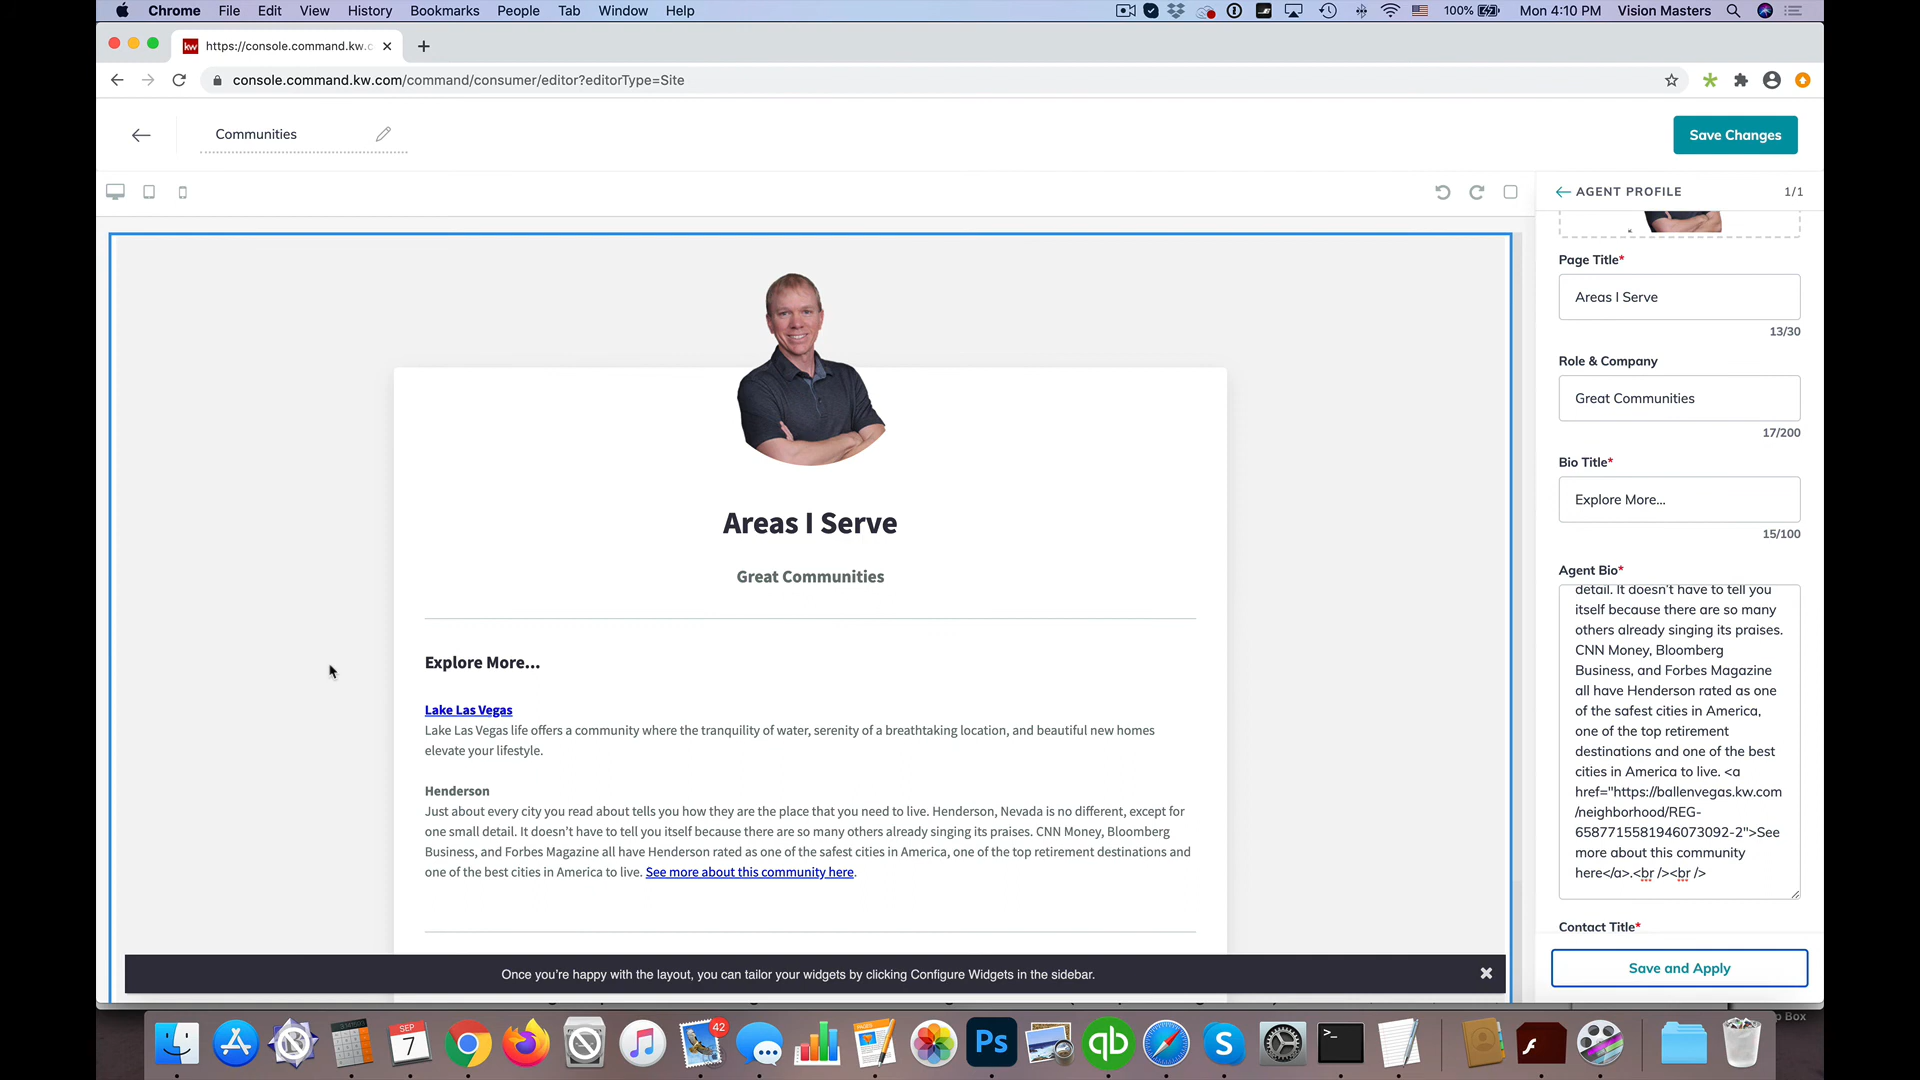 Chrome File Edit View History Bookmarks People Tab Window Help 100% Mon 4:10 PM Vision Masters
kw https://console.command.kw.c
console.command.kw.com/command/consumer/editor?editorType=Site
Communities
Save Changes
AGENT PROFILE 1/1
Page Title*
Areas I Serve
13/30
Role & Company
Great Communities
17/200
Bio Title*
Explore More...
15/100
Agent Bio*
detail. It doesn't have to tell you
itself because there are so many
others already singing its praises.
CNN Money, Bloomberg
Business, and Forbes Magazine
all have Henderson rated as one
of the safest cities in America,
one of the top retirement
destinations and one of the best
cities in America to live. <a
href="https://ballenvegas.kw.com
/neighborhood/REG-
6587715581946073092-2">See
more about this community
here</a>.<br /><br />
Contact Title*
Save and Apply
Areas I Serve
Great Communities
Explore More...
Lake Las Vegas
Lake Las Vegas life offers a community where the tranquility of water, serenity of a breathtaking location, and beautiful new homes
elevate your lifestyle.
Henderson
Just about every city you read about tells you how they are the place that you need to live. Henderson, Nevada is no different, except for
one small detail. It doesn't have to tell you itself because there are so many others already singing its praises. CNN Money, Bloomberg
Business, and Forbes Magazine all have Henderson rated as one of the safest cities in America, one of the top retirement destinations and
one of the best cities in America to live. See more about this community here.
Once you're happy with the layout, you can tailor your widgets by clicking Configure Widgets in the sidebar.
p Box
SEP
7
42
PAGES
Ps
qb
S